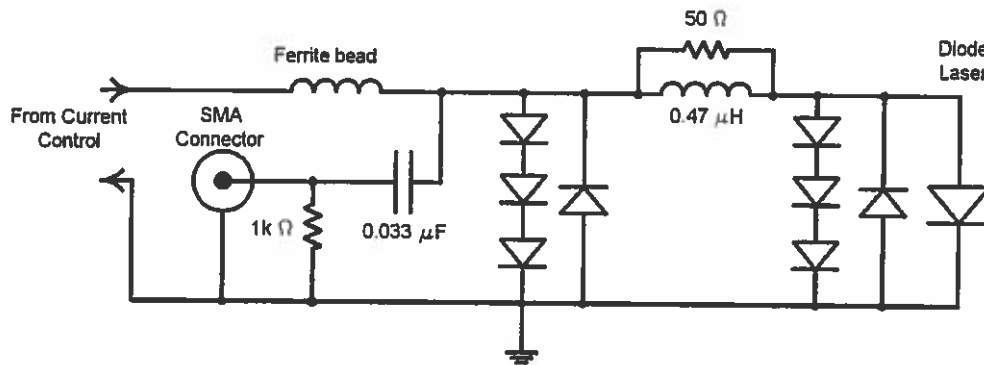 50 Ω
Ferrite bead
Diode
Laser
From Current
Control
SMA
Connector
0.47 μH
1k Ω
0.033 μF